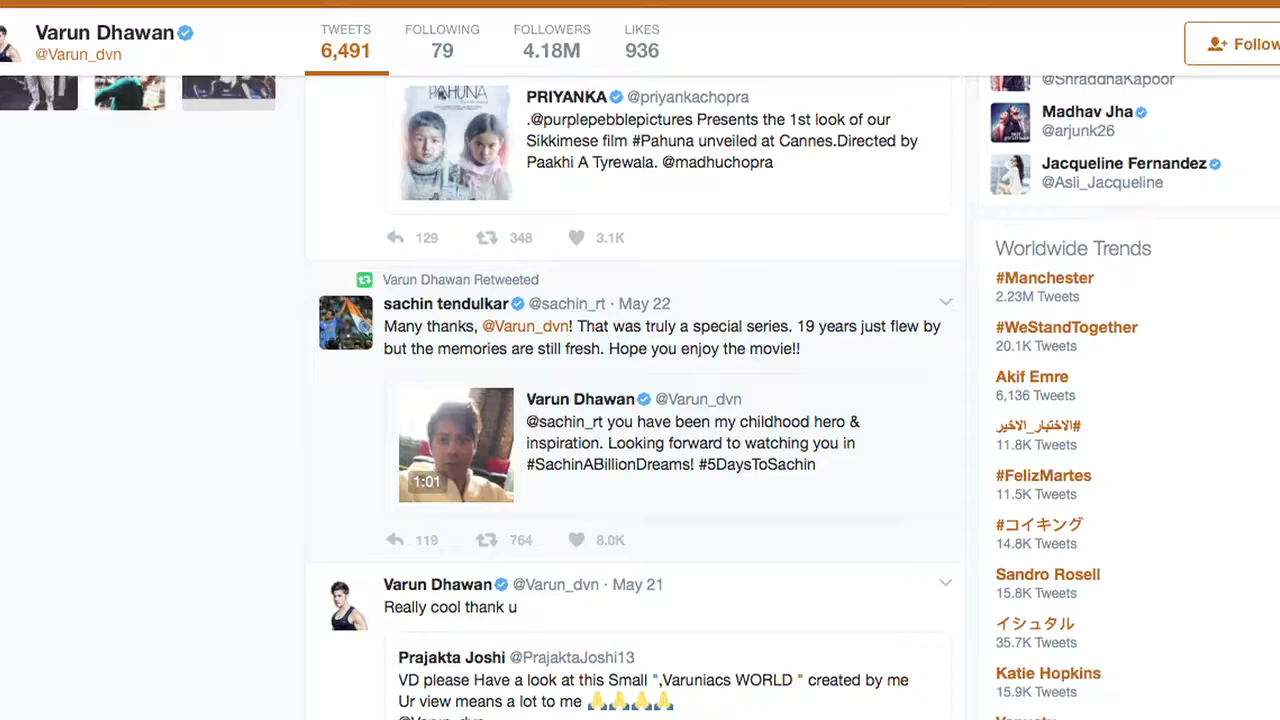 Varun Dhawan
@Varun_dvn
TWEETS
6,491
FOLLOWING
79
FOLLOWERS
4.18M
LIKES
936
Follow
PAHUNA
PRIYANKA @priyankachopra
.@purplepebblepictures Presents the 1st look of our
Sikkimese film #Pahuna unveiled at Cannes.Directed by
Paakhi A Tyrewala. @madhuchopra
129 348 3.1K
Varun Dhawan Retweeted
sachin tendulkar @sachin_rt · May 22
Many thanks, @Varun_dvn! That was truly a special series. 19 years just flew by
but the memories are still fresh. Hope you enjoy the movie!!
Varun Dhawan @Varun_dvn
@sachin_rt you have been my childhood hero &
inspiration. Looking forward to watching you in
#SachinABillionDreams! #5DaysToSachin
1:01
119 764 8.0K
Varun Dhawan @Varun_dvn · May 21
Really cool thank u
Prajakta Joshi @PrajaktaJoshi13
VD please Have a look at this Small ",Varuniacs WORLD " created by me
Ur view means a lot to me 🙏🙏🙏🙏
@Varun_dvn
@ShraddhaKapoor
Madhav Jha
@arjunk26
Jacqueline Fernandez
@Asli_Jacqueline
Worldwide Trends
#Manchester
2.23M Tweets
#WeStandTogether
20.1K Tweets
Akif Emre
6,136 Tweets
#الاختبار_الاخير
11.8K Tweets
#FelizMartes
11.5K Tweets
#コイキング
14.8K Tweets
Sandro Rosell
15.8K Tweets
イシュタル
35.7K Tweets
Katie Hopkins
15.9K Tweets